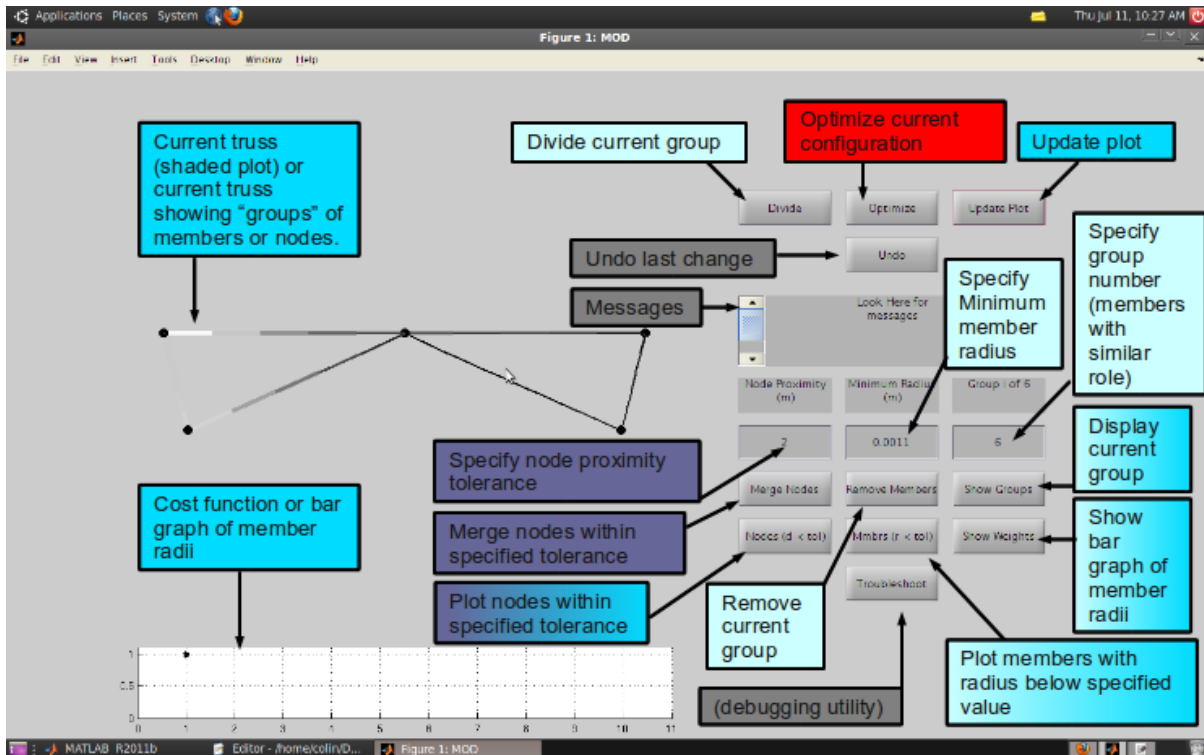 Applications Places System
Thu Jul 11, 10:27 AM
Figure 1: MOD
File Edit View Insert Tools Desktop Window Help
Current truss
(shaded plot) or
current truss
showing “groups” of
members or nodes.
Divide current group
Optimize current
configuration
Update plot
Divide
Optimize
Update Plot
Undo last change
Undo
Specify
group
number
(members
with
similar
role)
Messages
Look Here for
messages
Specify
Minimum
member
radius
Node Proximity
(m)
Minimum Radius
(m)
Group i of 6
2
0.0011
6
Specify node proximity
tolerance
Display
current
group
Merge Nodes
Remove Members
Show Groups
Cost function or bar
graph of member
radii
Merge nodes within
specified tolerance
Nodes (d < tol)
Mmbrs (r < tol)
Show Weights
Show
bar
graph of
member
radii
Plot nodes within
specified tolerance
Troubleshoot
Remove
current
group
Plot members with
radius below specified
value
(debugging utility)
1
0.5
0
0 1 2 3 4 5 6 7 8 9 10 11
MATLAB R2011b
Editor - /home/colin/D...
Figure 1: MOD